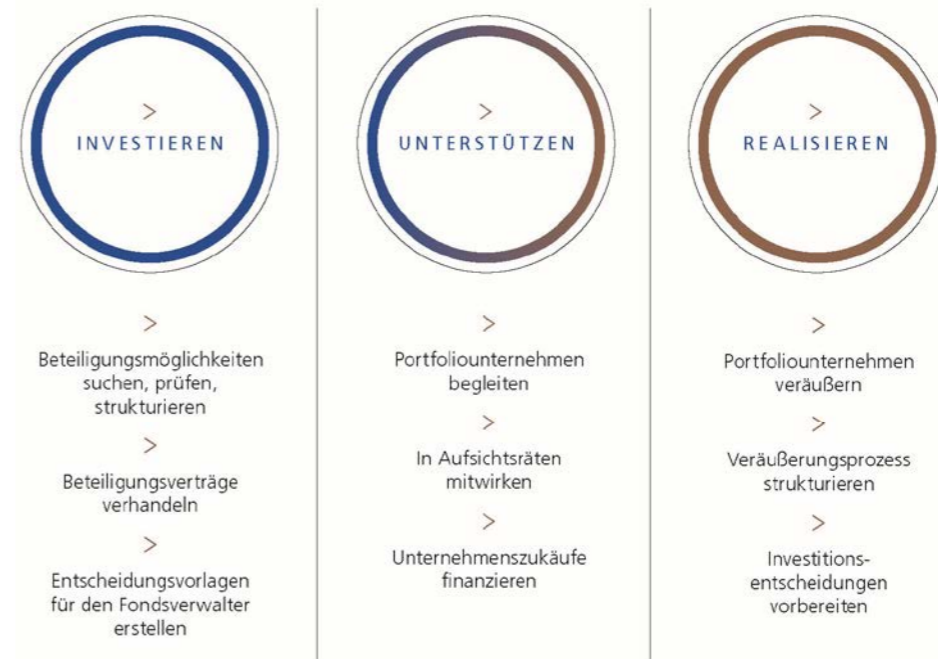 >
INVESTIEREN
>
Beteiligungsmöglichkeiten
suchen, prüfen,
strukturieren
>
Beteiligungsverträge
verhandeln
>
Entscheidungsvorlagen
für den Fondsverwalter
erstellen
>
UNTERSTÜTZEN
>
Portfoliounternehmen
begleiten
>
In Aufsichtsräten
mitwirken
>
Unternehmenszukäufe
finanzieren
>
REALISIEREN
>
Portfoliounternehmen
veräußern
>
Veräußerungsprozess
strukturieren
>
Investitions-
entscheidungen
vorbereiten